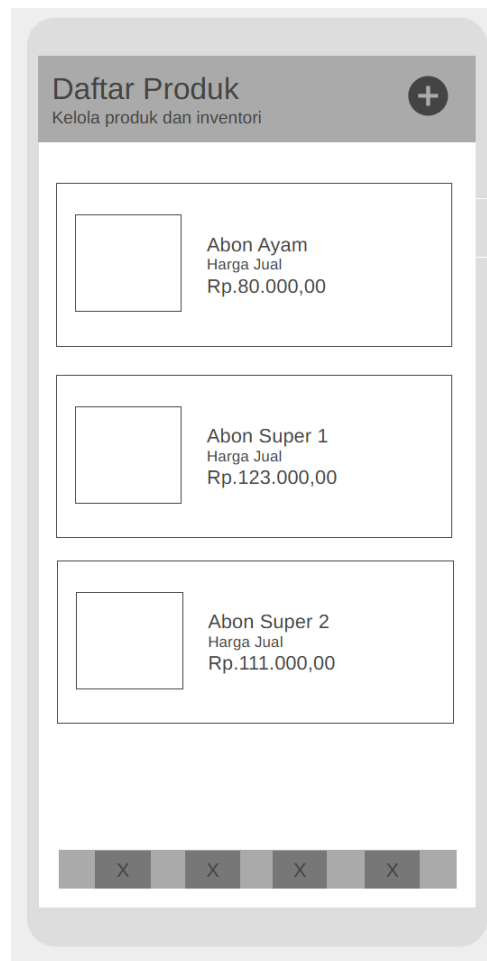 Daftar Produk
Kelola produk dan inventori
Abon Ayam
Harga Jual
Rp.80.000,00
Abon Super 1
Harga Jual
Rp.123.000,00
Abon Super 2
Harga Jual
Rp.111.000,00
X X X X